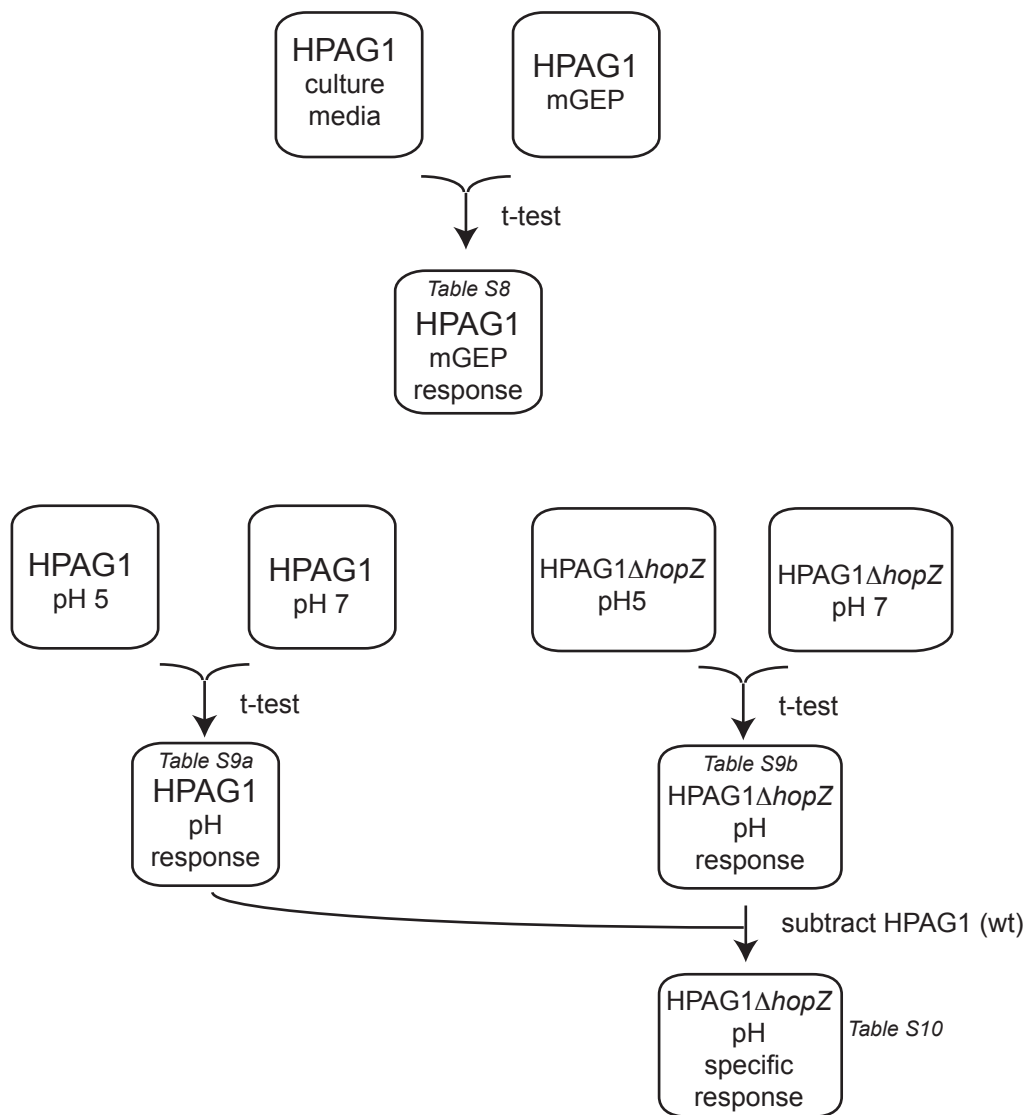 HPAG1
culture
media
HPAG1
mGEP
t-test
Table S8
HPAG1
mGEP
response
HPAG1
pH 5
HPAG1
pH 7
HPAG1ΔhopZ
pH5
HPAG1ΔhopZ
pH 7
t-test
t-test
Table S9a
HPAG1
pH
response
Table S9b
HPAG1ΔhopZ
pH
response
subtract HPAG1 (wt)
HPAG1ΔhopZ
pH
specific
response
Table S10